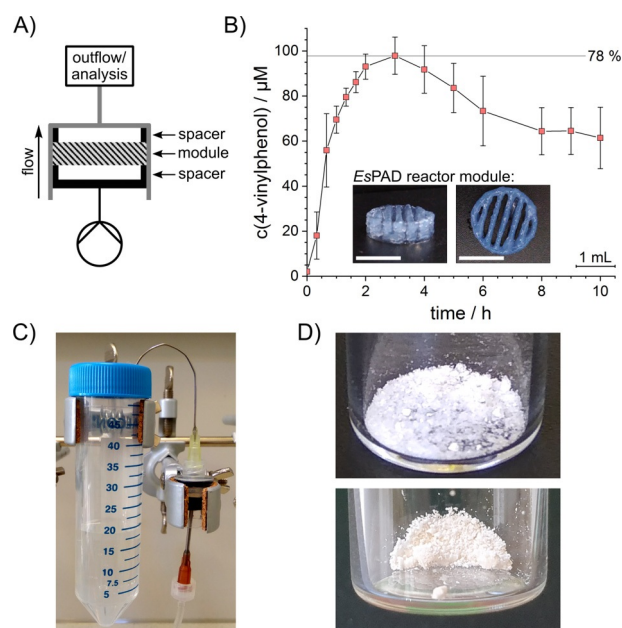 A)
outflow/
analysis
spacer
module
spacer
flow
B)
c(4-vinylphenol) / µM
100
80
60
40
20
0
78 %
EsPAD reactor module:
1 mL
0
2
4
6
8
10
time / h
C)
45
40
35
30
25
20
15
10
7.5
5
D)